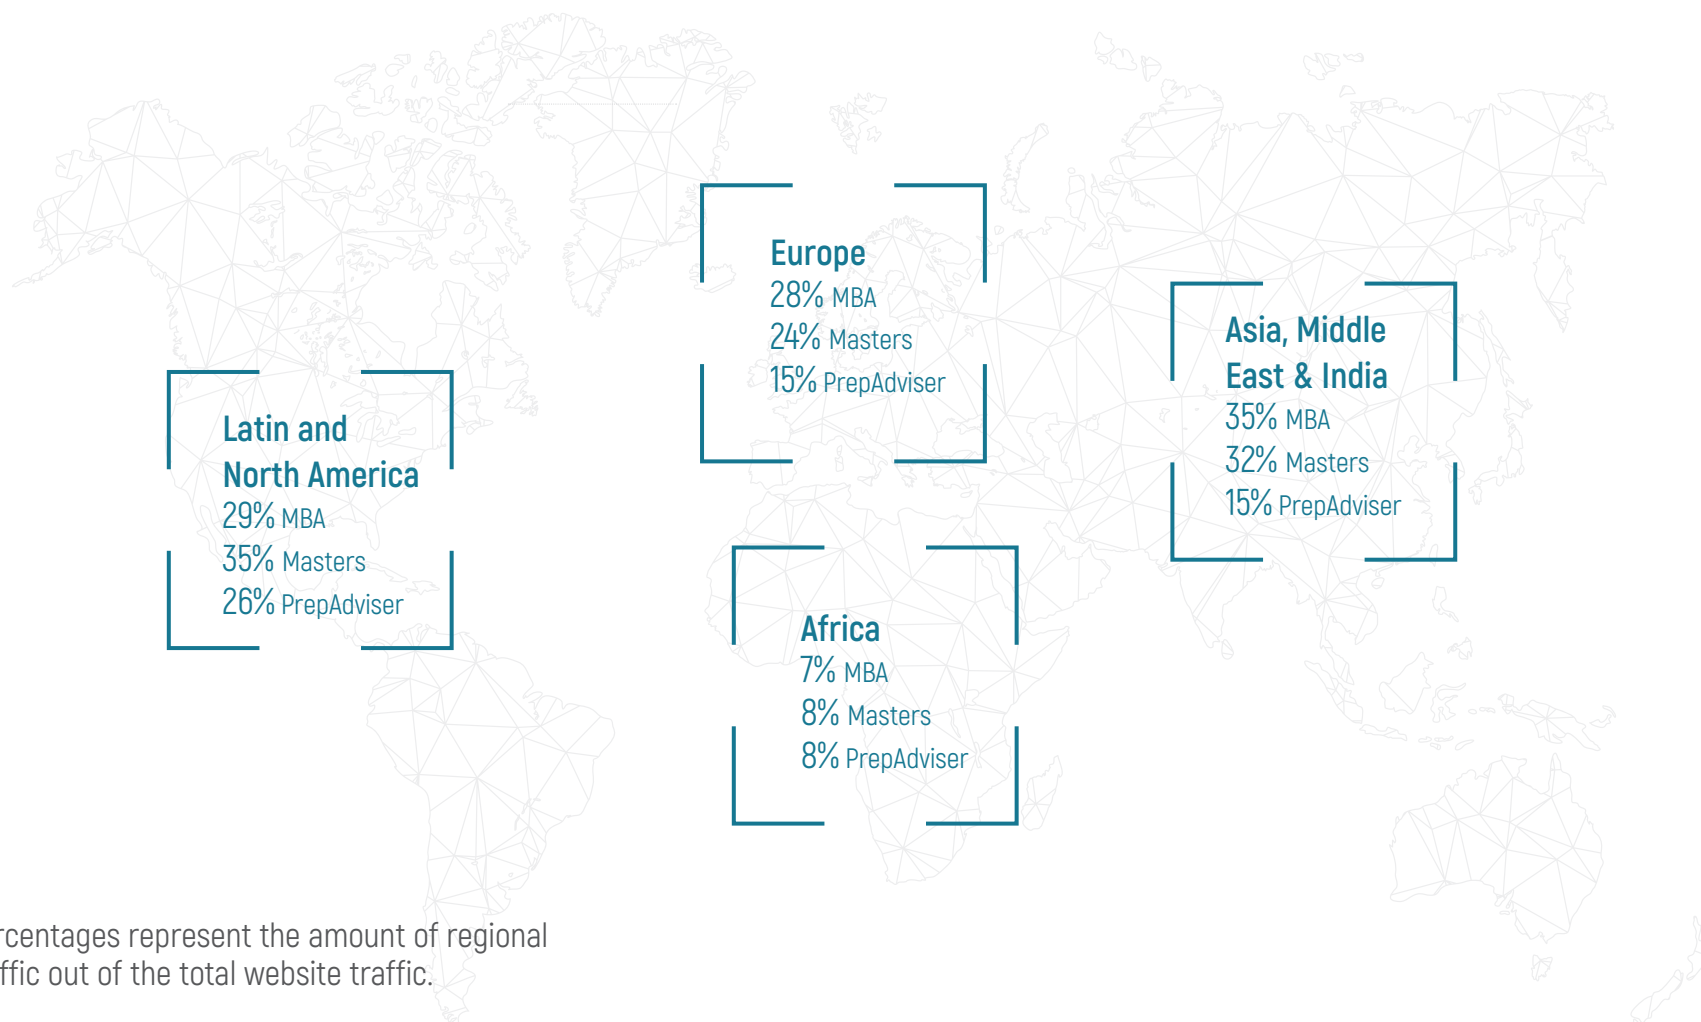 Europe
28% MBA
24% Masters
15% PrepAdviser
Asia, Middle
East & India
35% MBA
32% Masters
15% PrepAdviser
Latin and
North America
29% MBA
35% Masters
26% PrepAdviser
Africa
7% MBA
8% Masters
8% PrepAdviser
rcentages represent the amount of regional
ffic out of the total website traffic.